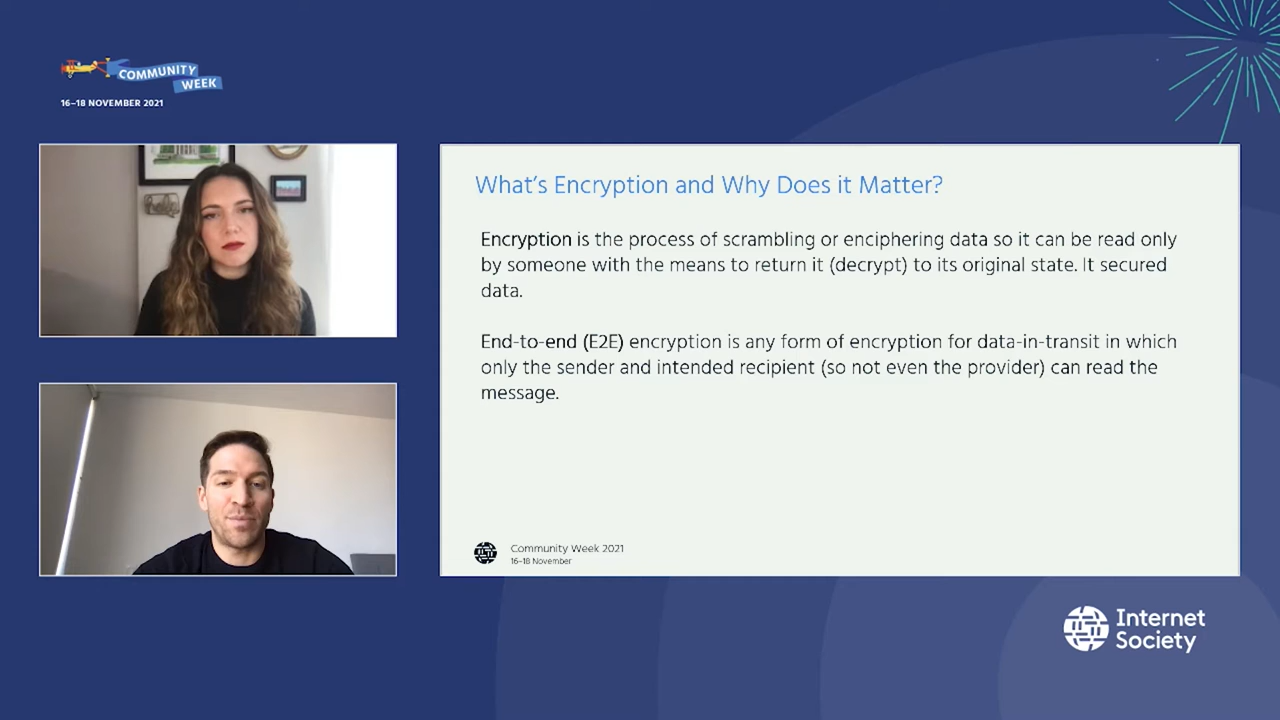 COMMUNITY
WEEK
16–18 NOVEMBER 2021
hello
What's Encryption and Why Does it Matter?
Encryption is the process of scrambling or enciphering data so it can be read only
by someone with the means to return it (decrypt) to its original state. It secured
data.
End-to-end (E2E) encryption is any form of encryption for data-in-transit in which
only the sender and intended recipient (so not even the provider) can read the
message.
Community Week 2021
16–18 November
Internet
Society